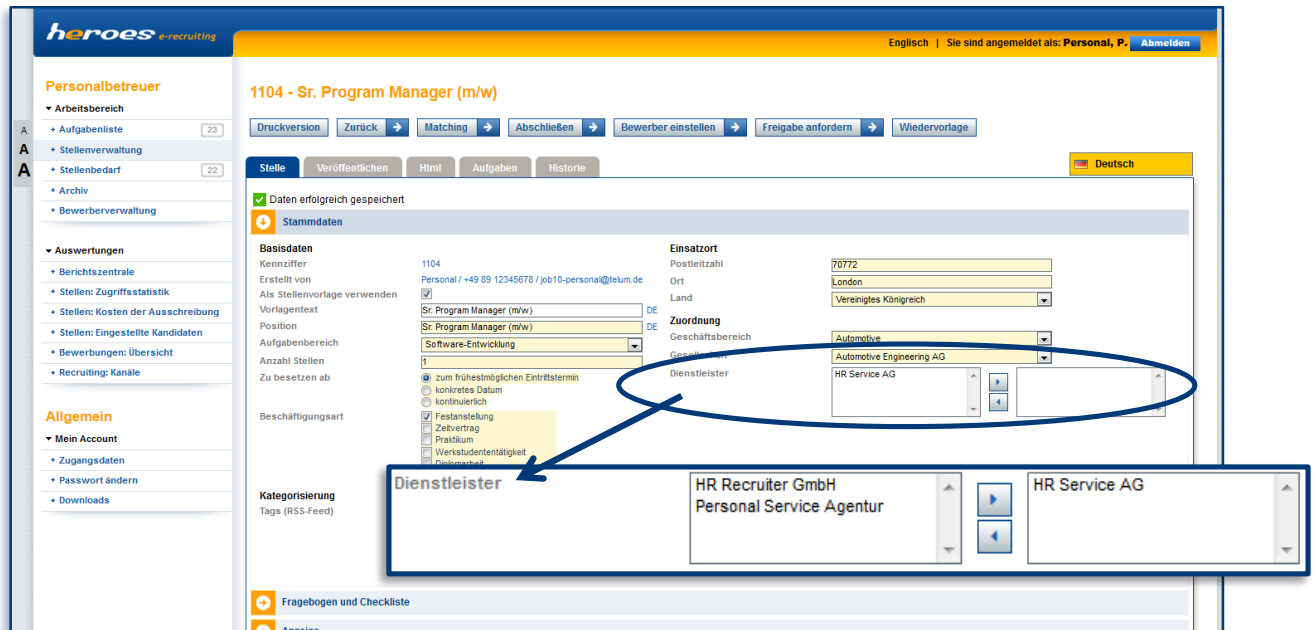 heroes e-recruiting
Englisch | Sie sind angemeldet als: Personal, P. Abmelden
A
A
A
Personalbetreuer
Arbeitsbereich
Aufgabenliste 23
Stellenverwaltung
Stellenbedarf 22
Archiv
Bewerberverwaltung
Auswertungen
Berichtszentrale
Stellen: Zugriffsstatistik
Stellen: Kosten der Ausschreibung
Stellen: Eingestellte Kandidaten
Bewerbungen: Übersicht
Recruiting: Kanäle
Allgemein
Mein Account
Zugangsdaten
Passwort ändern
Downloads
1104 - Sr. Program Manager (m/w)
Druckversion Zurück Matching Abschließen Bewerber einstellen Freigabe anfordern Wiedervorlage
Stelle Veröffentlichen Html Aufgaben Historie
Deutsch
Daten erfolgreich gespeichert
Stammdaten
Basisdaten
Kennziffer 1104
Erstellt von Personal / +49 89 12345678 / job10-personal@telum.de
Als Stellenvorlage verwenden
Vorlagentext Sr. Program Manager (m/w) DE
Position Sr. Program Manager (m/w) DE
Aufgabenbereich Software-Entwicklung
Anzahl Stellen 1
Zu besetzen ab zum frühestmöglichen Eintrittstermin
konkretes Datum
kontinuierlich
Beschäftigungsart Festanstellung
Zeitvertrag
Praktikum
Werkstudententätigkeit
Diplomarbeit
Kategorisierung
Tags (RSS-Feed)
Einsatzort
Postleitzahl 70772
Ort London
Land Vereinigtes Königreich
Zuordnung
Geschäftsbereich Automotive
Gesellschaft Automotive Engineering AG
Dienstleister HR Service AG
Dienstleister HR Recruiter GmbH HR Service AG
Personal Service Agentur
Fragebogen und Checkliste
Anzeige